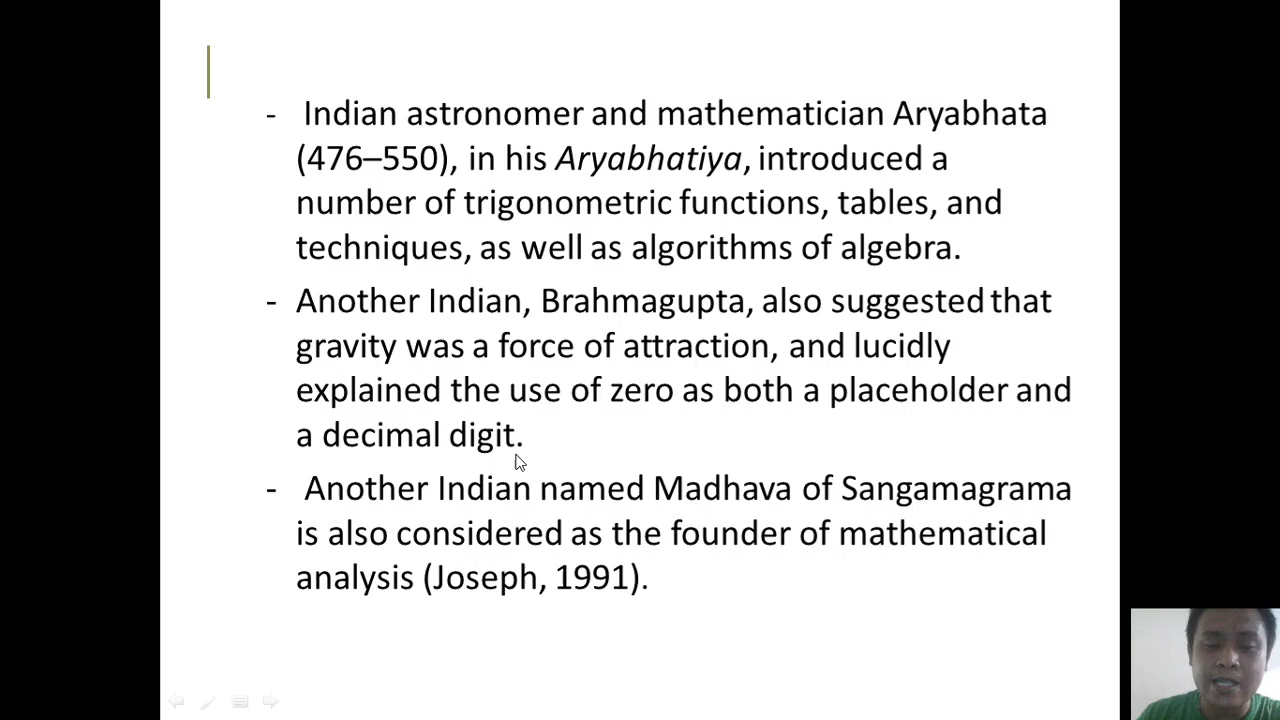 - Indian astronomer and mathematician Aryabhata
(476–550), in his Aryabhatiya, introduced a
number of trigonometric functions, tables, and
techniques, as well as algorithms of algebra.
- Another Indian, Brahmagupta, also suggested that
gravity was a force of attraction, and lucidly
explained the use of zero as both a placeholder and
a decimal digit.
- Another Indian named Madhava of Sangamagrama
is also considered as the founder of mathematical
analysis (Joseph, 1991).